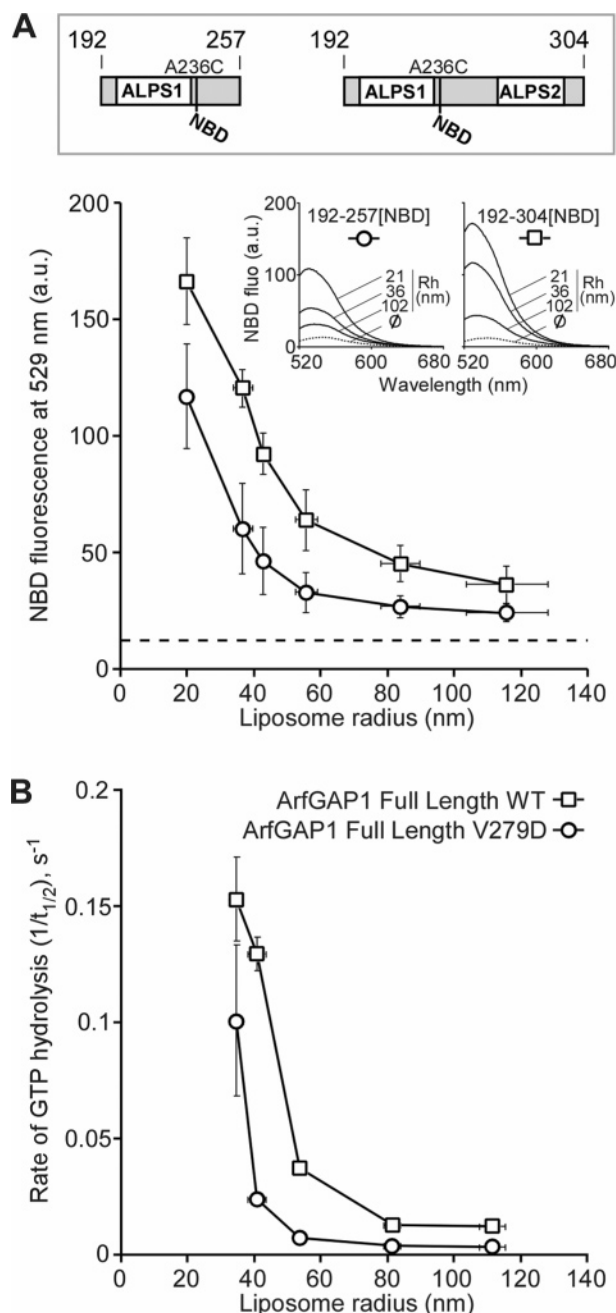 A
192 257 192 304
A236C A236C
ALPS1 ALPS1 ALPS2
NBD NBD
NBD fluorescence at 529 nm (a.u.)
200
150
100
50
0
0 20 40 60 80 100 120 140
Liposome radius (nm)
NBD fluo (a.u.)
200
100
0
192-257[NBD] 192-304[NBD]
21
36
102
Ø
Rh
(nm)
21
36
102
Ø
Rh
(nm)
520 600 680 520 600 680
Wavelength (nm)
B
ArfGAP1 Full Length WT
ArfGAP1 Full Length V279D
Rate of GTP hydrolysis (1/t1/2), s-1
0.2
0.15
0.1
0.05
0
0 20 40 60 80 100 120 140
Liposome radius (nm)